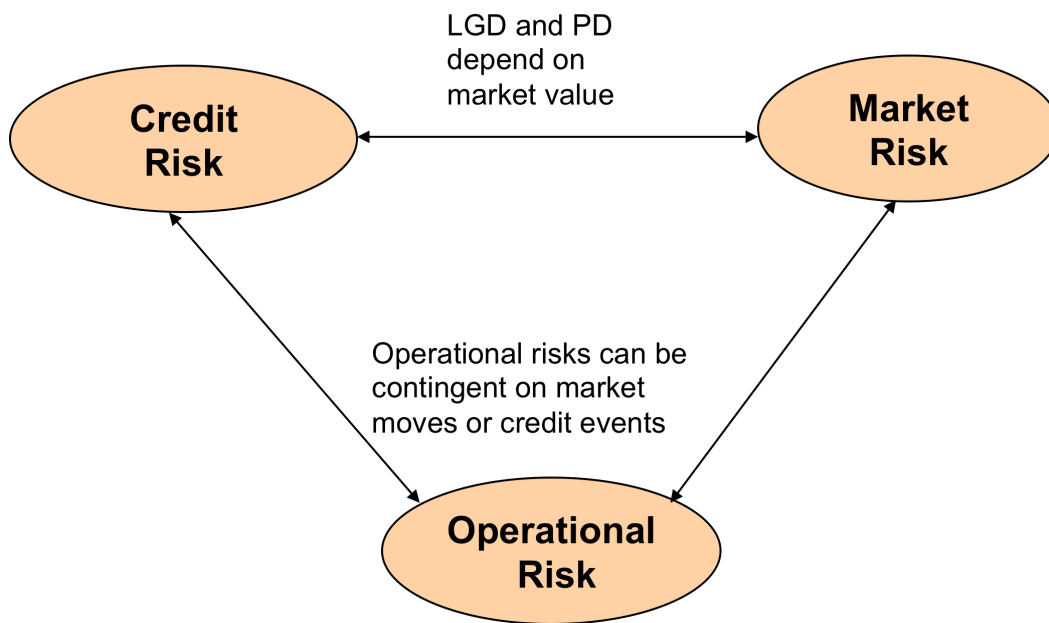 LGD and PD
depend on
market value
Credit
Risk
Market
Risk
Operational risks can be
contingent on market
moves or credit events
Operational
Risk